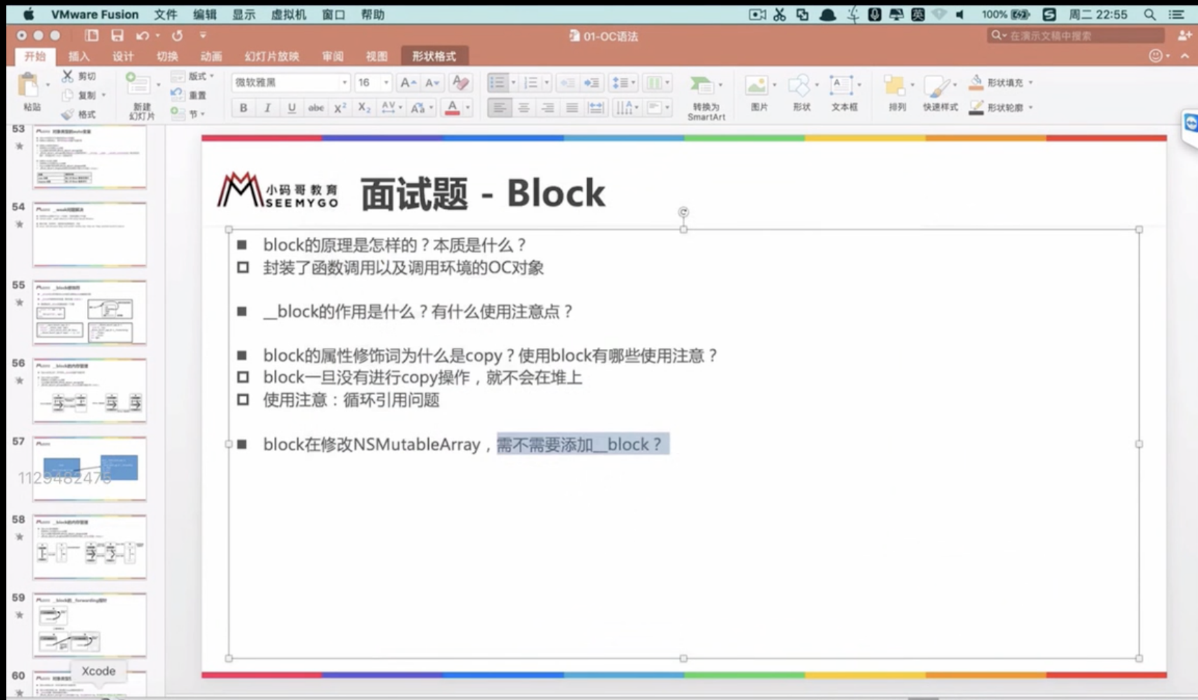 VMware Fusion 文件 编辑 显示 虚拟机 窗口 帮助
100% 周二 22:55
01-OC语法
在演示文稿中搜索
开始 插入 设计 切换 动画 幻灯片放映 审阅 视图 形状格式
粘贴 剪切 复制 格式
新建幻灯片 版式 重置 节
微软雅黑 16
B I U abc X² X₂ AV
转换为 SmartArt
图片 形状 文本框 排列 快速样式 形状填充 形状轮廓
53
54
55
56
57
1129482475
58
59
60
Xcode
小码哥教育
SEEMYGO
面试题 - Block
block的原理是怎样的？本质是什么？
封装了函数调用以及调用环境的OC对象
__block的作用是什么？有什么使用注意点？
block的属性修饰词为什么是copy？使用block有哪些使用注意？
block一旦没有进行copy操作，就不会在堆上
使用注意：循环引用问题
block在修改NSMutableArray，需不需要添加__block？